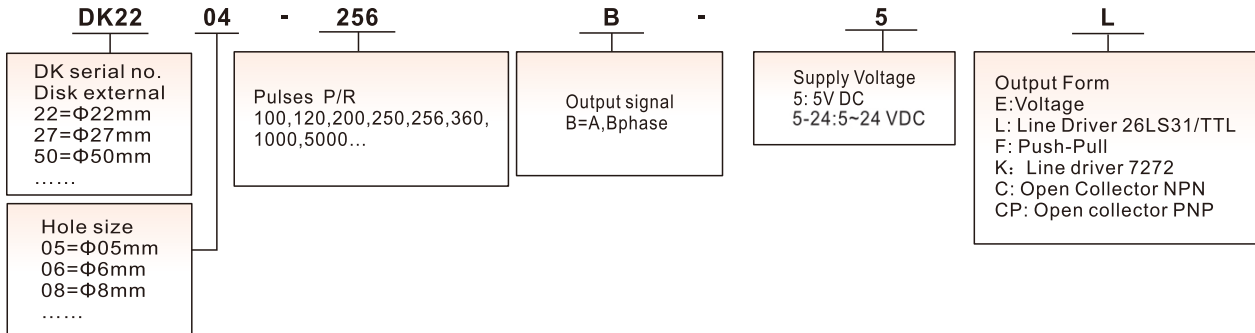 DK22 04 - 256 B - 5 L
DK serial no.
Disk external
22=Φ22mm
27=Φ27mm
50=Φ50mm
......
Hole size
05=Φ05mm
06=Φ6mm
08=Φ8mm
......
Pulses P/R
100,120,200,250,256,360,
1000,5000...
Output signal
B=A,Bphase
Supply Voltage
5: 5V DC
5-24:5~24 VDC
Output Form
E:Voltage
L: Line Driver 26LS31/TTL
F: Push-Pull
K：Line driver 7272
C: Open Collector NPN
CP: Open collector PNP